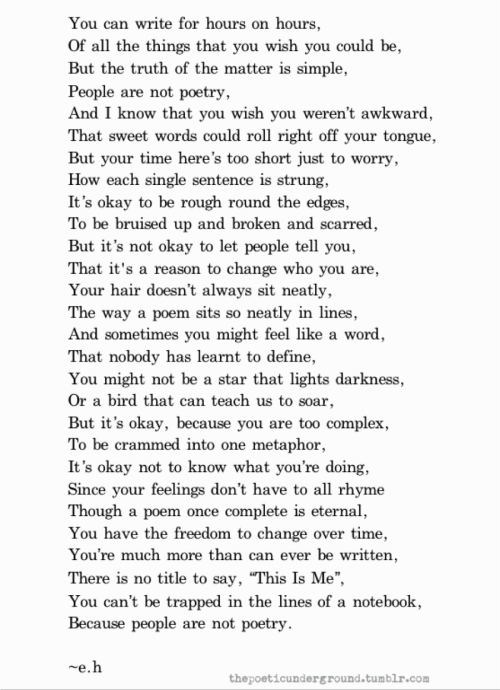 You can write for hours on hours,
Of all the things that you wish you could be,
But the truth of the matter is simple,
People are not poetry,
And I know that you wish you weren't awkward,
That sweet words could roll right off your tongue,
But your time here's too short just to worry,
How each single sentence is strung,
It's okay to be rough round the edges,
To be bruised up and broken and scarred,
But it's not okay to let people tell you,
That it's a reason to change who you are,
Your hair doesn't always sit neatly,
The way a poem sits so neatly in lines,
And sometimes you might feel like a word,
That nobody has learnt to define,
You might not be a star that lights darkness,
Or a bird that can teach us to soar,
But it's okay, because you are too complex,
To be crammed into one metaphor,
It's okay not to know what you're doing,
Since your feelings don't have to all rhyme
Though a poem once complete is eternal,
You have the freedom to change over time,
You're much more than can ever be written,
There is no title to say, “This Is Me”,
You can't be trapped in the lines of a notebook,
Because people are not poetry.
~e.h
thepoeticunderground.tumblr.com